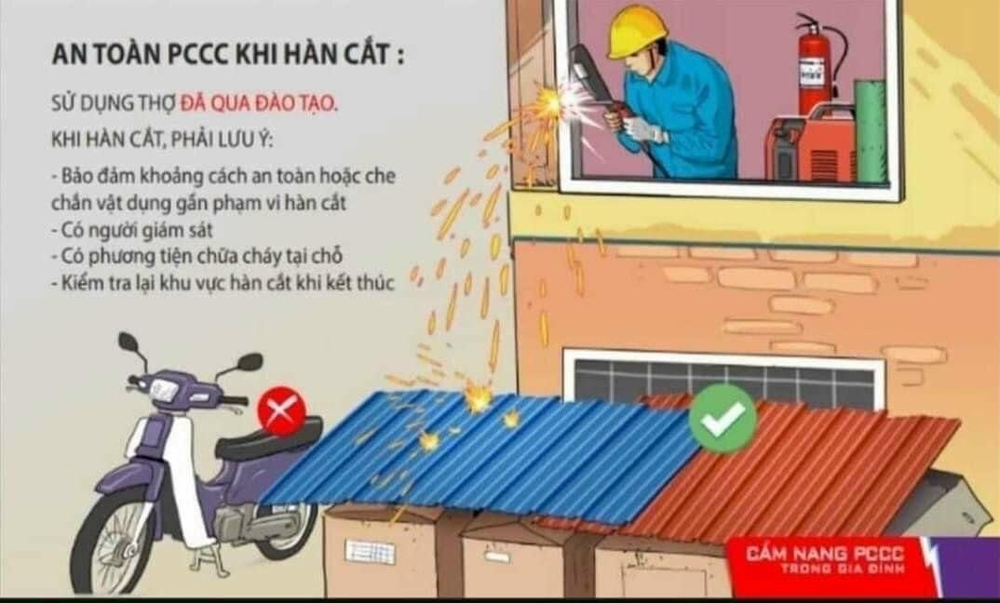 AN TOÀN PCCC KHI HÀN CẮT :
SỬ DỤNG THỢ ĐÃ QUA ĐÀO TẠO.
KHI HÀN CẮT, PHẢI LƯU Ý:
- Bảo đảm khoảng cách an toàn hoặc che
chắn vật dụng gần phạm vi hàn cắt
- Có người giám sát
- Có phương tiện chữa cháy tại chỗ
- Kiểm tra lại khu vực hàn cắt khi kết thúc
CẨM NANG PCCC
TRONG GIA ĐÌNH